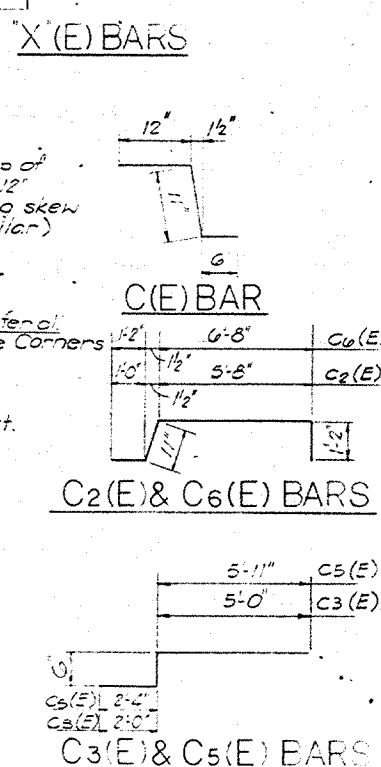 "X"(E) BARS
12" 1½"
of
12"
skew
11"
6
C(E) BAR
Corners
1'-2" 6'-8" C6(E)
1½"
1'-0" 5'-8" C2(E)
1½"
11"
1'-2"
C2(E) & C6(E) BARS
5'-11" C5(E)
5'-0" C3(E)
6"
C5(E) 2'-4"
C3(E) 2'-0"
C3(E) & C5(E) BARS